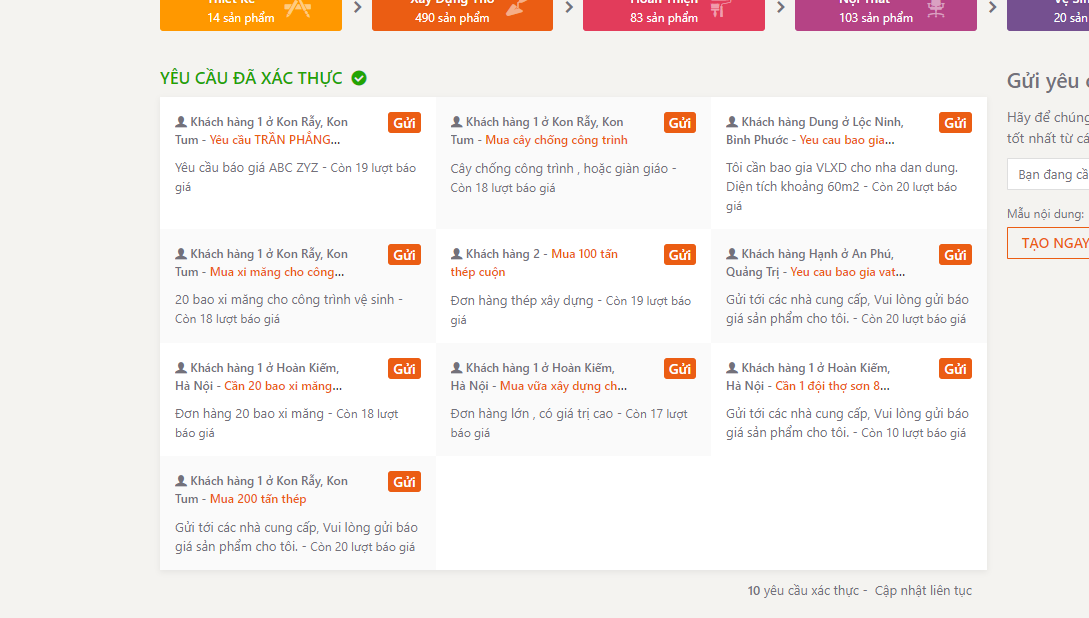 Thiết Kế
14 sản phẩm
Xây Dựng Thô
490 sản phẩm
Hoàn Thiện
83 sản phẩm
Nội Thất
103 sản phẩm
20 sản
YÊU CẦU ĐÃ XÁC THỰC
Khách hàng 1 ở Kon Rẫy, Kon
Tum - Yêu cầu TRẦN PHẲNG...
Gửi
Yêu cầu báo giá ABC ZYZ - Còn 19 lượt báo
giá
Khách hàng 1 ở Kon Rẫy, Kon
Tum - Mua cây chống công trình
Gửi
Cây chống công trình , hoặc giàn giáo -
Còn 18 lượt báo giá
Khách hàng Dung ở Lộc Ninh,
Bình Phước - Yeu cau bao gia...
Gửi
Tôi cần bao gia VLXD cho nha dan dung.
Diện tích khoảng 60m2 - Còn 20 lượt báo
giá
Khách hàng 1 ở Kon Rẫy, Kon
Tum - Mua xi măng cho công...
Gửi
20 bao xi măng cho công trình vệ sinh -
Còn 18 lượt báo giá
Khách hàng 2 - Mua 100 tấn
thép cuộn
Gửi
Đơn hàng thép xây dựng - Còn 19 lượt báo
giá
Khách hàng Hạnh ở An Phú,
Quảng Trị - Yeu cau bao gia vat...
Gửi
Gửi tới các nhà cung cấp, Vui lòng gửi báo
giá sản phẩm cho tôi. - Còn 20 lượt báo giá
Khách hàng 1 ở Hoàn Kiếm,
Hà Nội - Cần 20 bao xi măng...
Gửi
Đơn hàng 20 bao xi măng - Còn 18 lượt
báo giá
Khách hàng 1 ở Hoàn Kiếm,
Hà Nội - Mua vữa xây dựng ch...
Gửi
Đơn hàng lớn , có giá trị cao - Còn 17 lượt
báo giá
Khách hàng 1 ở Hoàn Kiếm,
Hà Nội - Cần 1 đội thợ sơn 8...
Gửi
Gửi tới các nhà cung cấp, Vui lòng gửi báo
giá sản phẩm cho tôi. - Còn 10 lượt báo giá
Khách hàng 1 ở Kon Rẫy, Kon
Tum - Mua 200 tấn thép
Gửi
Gửi tới các nhà cung cấp, Vui lòng gửi báo
giá sản phẩm cho tôi. - Còn 20 lượt báo giá
10 yêu cầu xác thực - Cập nhật liên tục
Gửi yêu
Hãy để chúng
tốt nhất từ cá
Bạn đang cầ
Mẫu nội dung:
TẠO NGAY